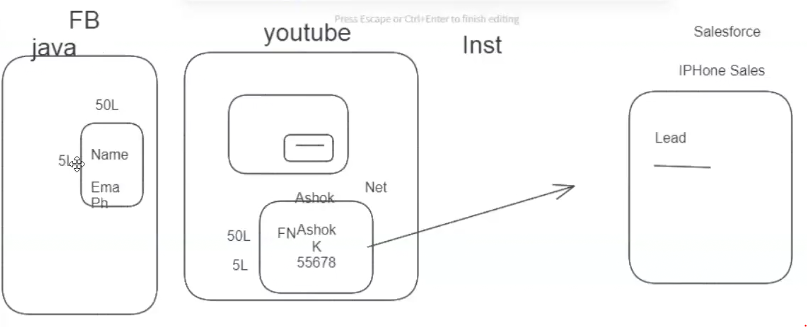 Press Escape or Ctrl+Enter to finish editing
FB
java
50L
5L
Name
Ema
Ph
youtube
Net
Ashok
50L
FN Ashok
K
5L
55678
Inst
Salesforce
IPHone Sales
Lead